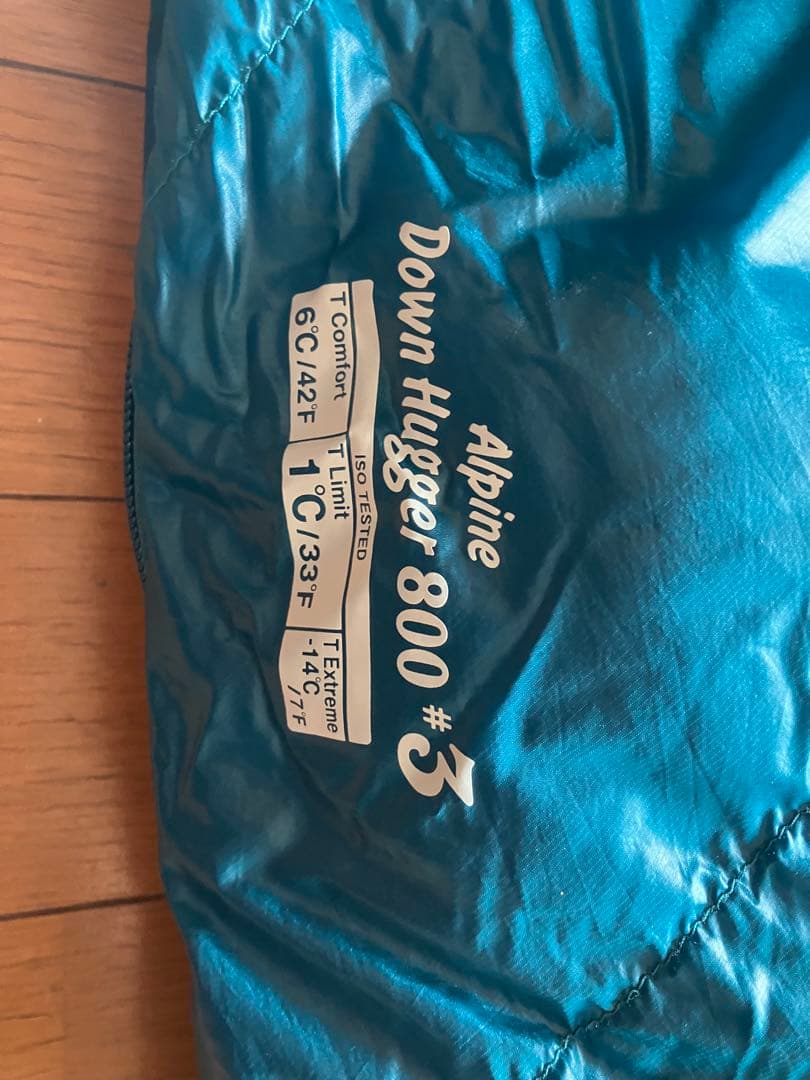 Alpine
Down Hugger 800 #3
ISO TESTED
T Comfort
6℃/42°F
T Limit
1℃/33°F
T Extreme
-14℃
/7°F